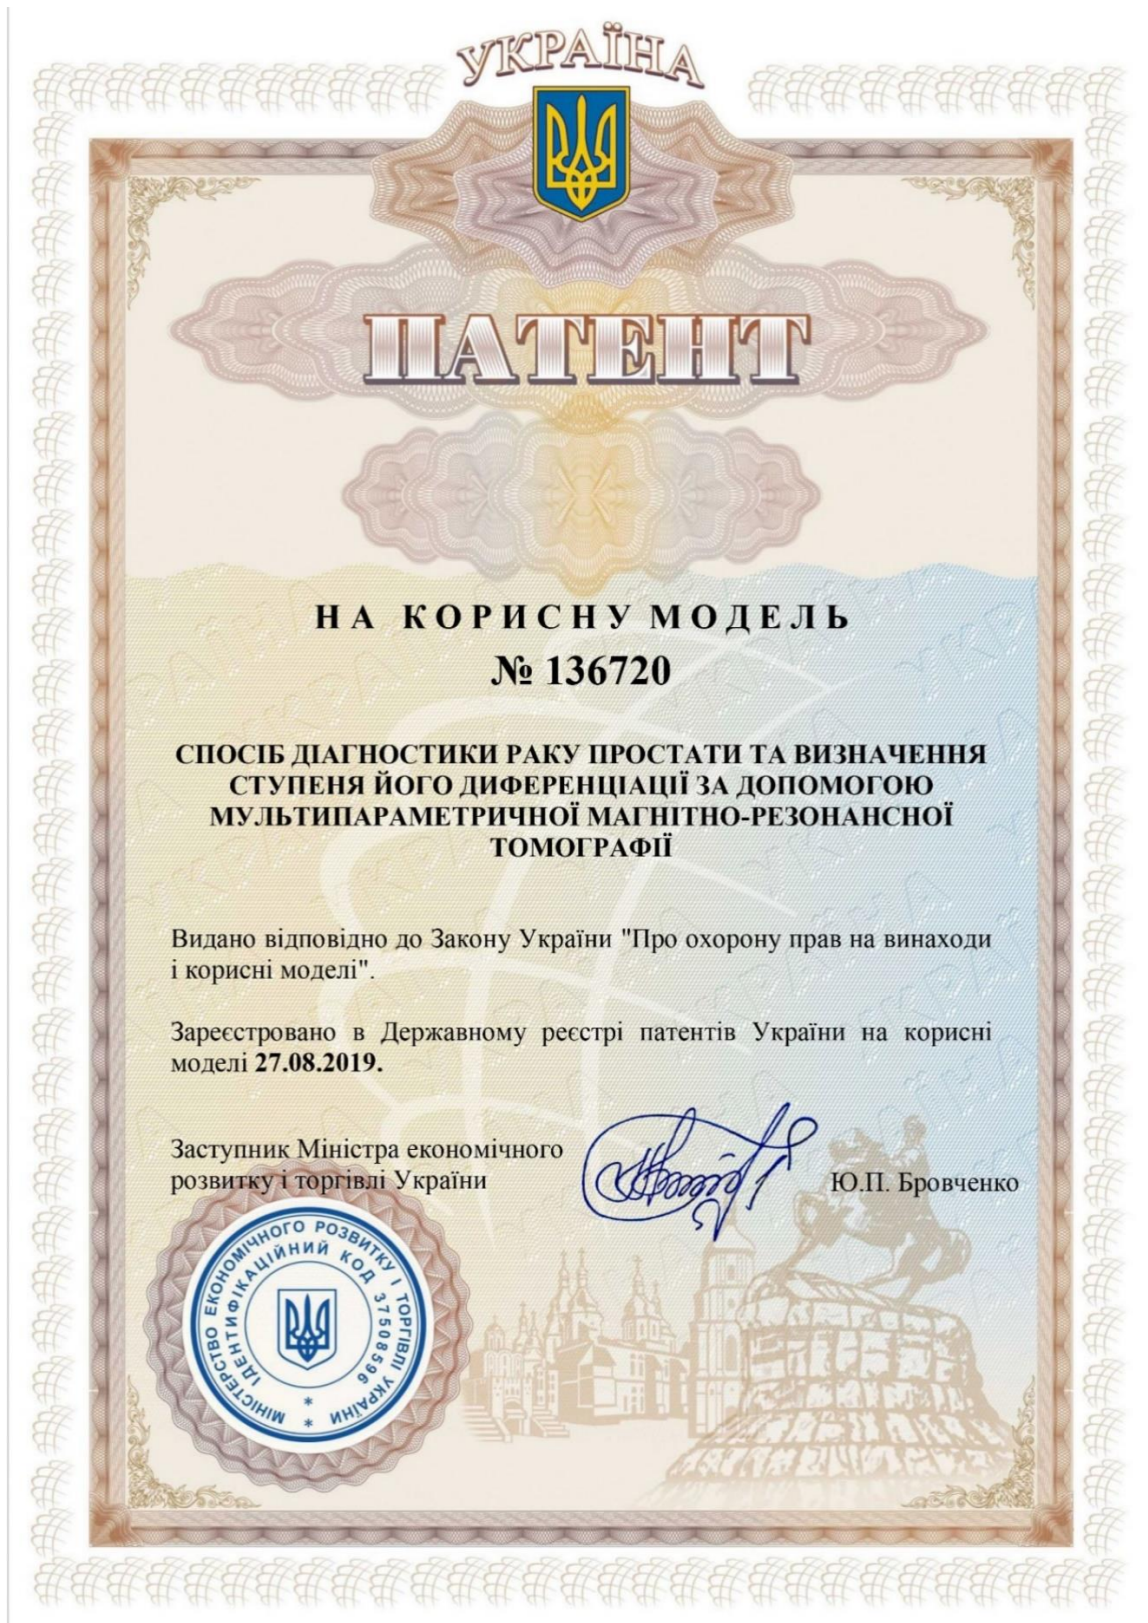 УКРАЇНА
ПАТЕНТ
НА КОРИСНУ МОДЕЛЬ
№ 136720
СПОСІБ ДІАГНОСТИКИ РАКУ ПРОСТАТИ ТА ВИЗНАЧЕННЯ
СТУПЕНЯ ЙОГО ДИФЕРЕНЦІАЦІЇ ЗА ДОПОМОГОЮ
МУЛЬТИПАРАМЕТРИЧНОЇ МАГНІТНО-РЕЗОНАНСНОЇ
ТОМОГРАФІЇ
Видано відповідно до Закону України "Про охорону прав на винаходи
і корисні моделі".
Зареєстровано в Державному реєстрі патентів України на корисні
моделі 27.08.2019.
Заступник Міністра економічного
розвитку і торгівлі України
Ю.П. Бровченко
МІНІСТЕРСТВО ЕКОНОМІЧНОГО РОЗВИТКУ І ТОРГІВЛІ УКРАЇНИ *
ІДЕНТИФІКАЦІЙНИЙ КОД 37508596 *